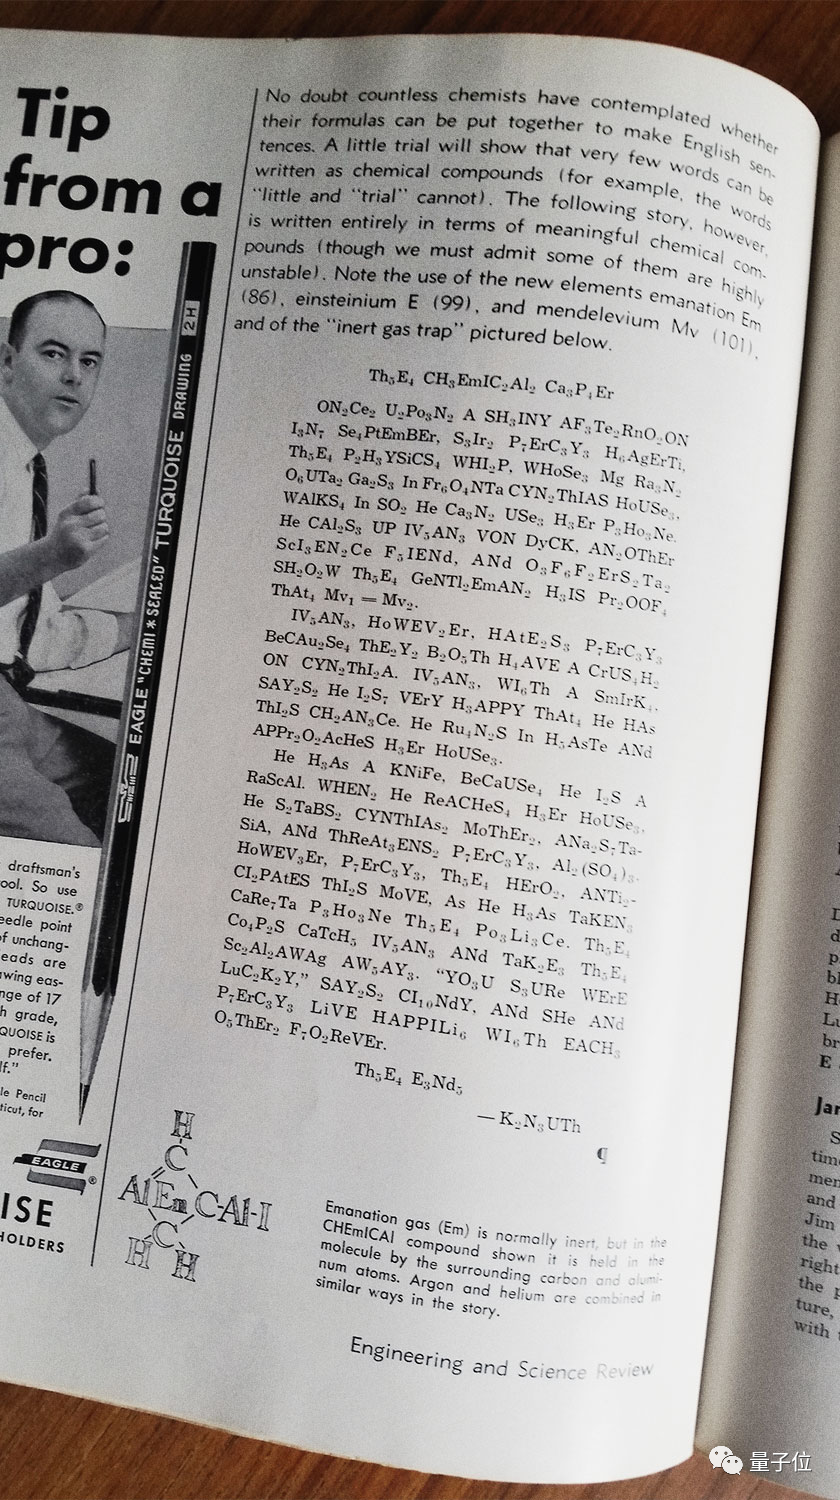 Tip
from a
pro:
2H
TURQUOISE DRAWING
EAGLE "CHEMI * SEALED"
draftsman's
ool. So use
TURQUOISE.®
eedle point
of unchang-
eads are
awing eas-
nge of 17
h grade,
QUOISE is
prefer.
lf."
le Pencil
ticut, for
EAGLE®
ISE
HOLDERS
No doubt countless chemists have contemplated whether
their formulas can be put together to make English sen-
tences. A little trial will show that very few words can be
written as chemical compounds (for example, the words
"little and "trial" cannot). The following story, however,
is written entirely in terms of meaningful chemical com-
pounds (though we must admit some of them are highly
unstable). Note the use of the new elements emanation Em
(86), einsteinium E (99), and mendelevium Mv (101),
and of the "inert gas trap" pictured below.
Th₅E₄ CH₃EmIC₂Al₂ Ca₃P₄Er
ON₂Ce₂ U₂Po₃N₂ A SH₃INY AF₃Te₂RnO₂ON
I₃N₇ Se₄PtEmBEr, S₃Ir₂ P₇ErC₃Y₃ H₆AgErTi,
Th₅E₄ P₂H₃YSiCS₄ WHI₂P, WHoSe₃ Mg Ra₃N₂
O₆UTa₂ Ga₂S₃ In Fr₆O₄NTa CYN₂ThIAS HoUSe₃,
WAlKS₄ In SO₂ He Ca₃N₂ USe₃ H₃Er P₃Ho₃Ne.
He CAl₂S₃ UP IV₅AN₃ VON DyCK, AN₂OThEr
ScI₃EN₂Ce F₅IENd, ANd O₃F₆F₂ErS₂Ta₂
SH₂O₂W Th₅E₄ GeNTl₂EmAN₂ H₃IS Pr₂OOF₄
ThAt₄ Mv₁ = Mv₂.
IV₅AN₃, HoWEV₂Er, HAtE₂S₃ P₇ErC₃Y₃
BeCAu₂Se₄ ThE₂Y₂ B₂O₅Th H₄AVE A CrUS₄H₂
ON CYN₂ThI₂A. IV₅AN₃, WI₆Th A SmIrK₄,
SAY₂S₂ He I₂S₇ VErY H₃APPY ThAt₄ He HAs
ThI₂S CH₂AN₃Ce. He Ru₄N₂S In H₅AsTe ANd
APPr₂O₂AcHeS H₃Er HoUSe₃.
He H₃As A KNiFe, BeCaUSe₄ He I₂S A
RaScAl. WHEN₂ He ReACHeS₄ H₃Er HoUSe₃,
He S₂TaBS₂ CYNThIAs₂ MoThEr₂, ANa₂S₇Ta-
SiA, ANd ThReAt₃ENS₂ P₇ErC₃Y₃, Al₂(SO₄)₃.
HoWEV₃Er, P₇ErC₃Y₃, Th₅E₄ HErO₂, ANTi₂-
CI₂PAtES ThI₂S MoVE, As He H₃As TaKEN₃
CaRe₇Ta P₃Ho₃Ne Th₅E₄ Po₃Li₃Ce. Th₅E₄
Co₄P₂S CaTcH₅ IV₅AN₃ ANd TaK₂E₃ Th₅E₄
Sc₂Al₂AWAg AW₅AY₃. "YO₃U S₃URe WErE
LuC₂K₂Y," SAY₂S₂ CI₁₀NdY, ANd SHe ANd
P₇ErC₃Y₃ LiVE HAPPILi₆ WI₆Th EACH₃
O₅ThEr₂ F₇O₂ReVEr.
Th₅E₄ E₃Nd₅
— K₂N₃UTh
¶
H
C
AlEmC-Al-I
C
H H
Emanation gas (Em) is normally inert, but in the
CHEmICAl compound shown it is held in the
molecule by the surrounding carbon and alumi-
num atoms. Argon and helium are combined in
similar ways in the story.
Engineering and Science Review
Jar
S
time
men
and
Jim
the
right
the p
ture,
with
量子位